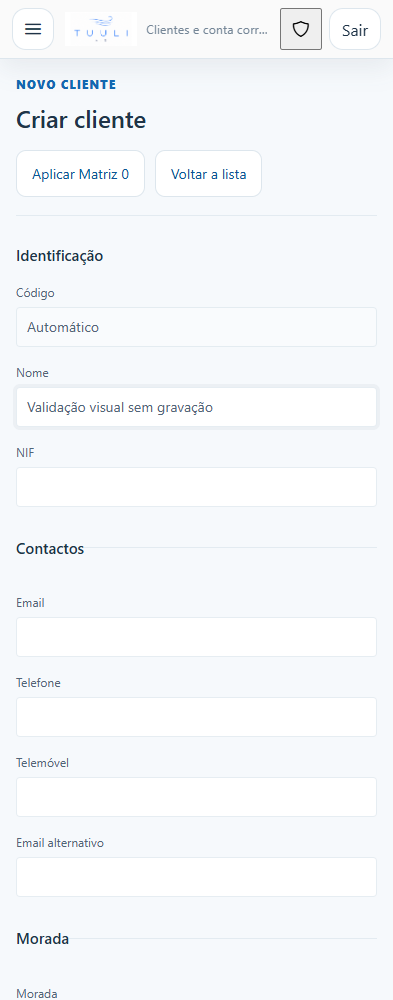 TUULI
Clientes e conta corr...
Sair
NOVO CLIENTE
Criar cliente
Aplicar Matriz 0
Voltar a lista
Identificação
Código
Automático
Nome
Validação visual sem gravação
NIF
Contactos
Email
Telefone
Telemóvel
Email alternativo
Morada
Morada